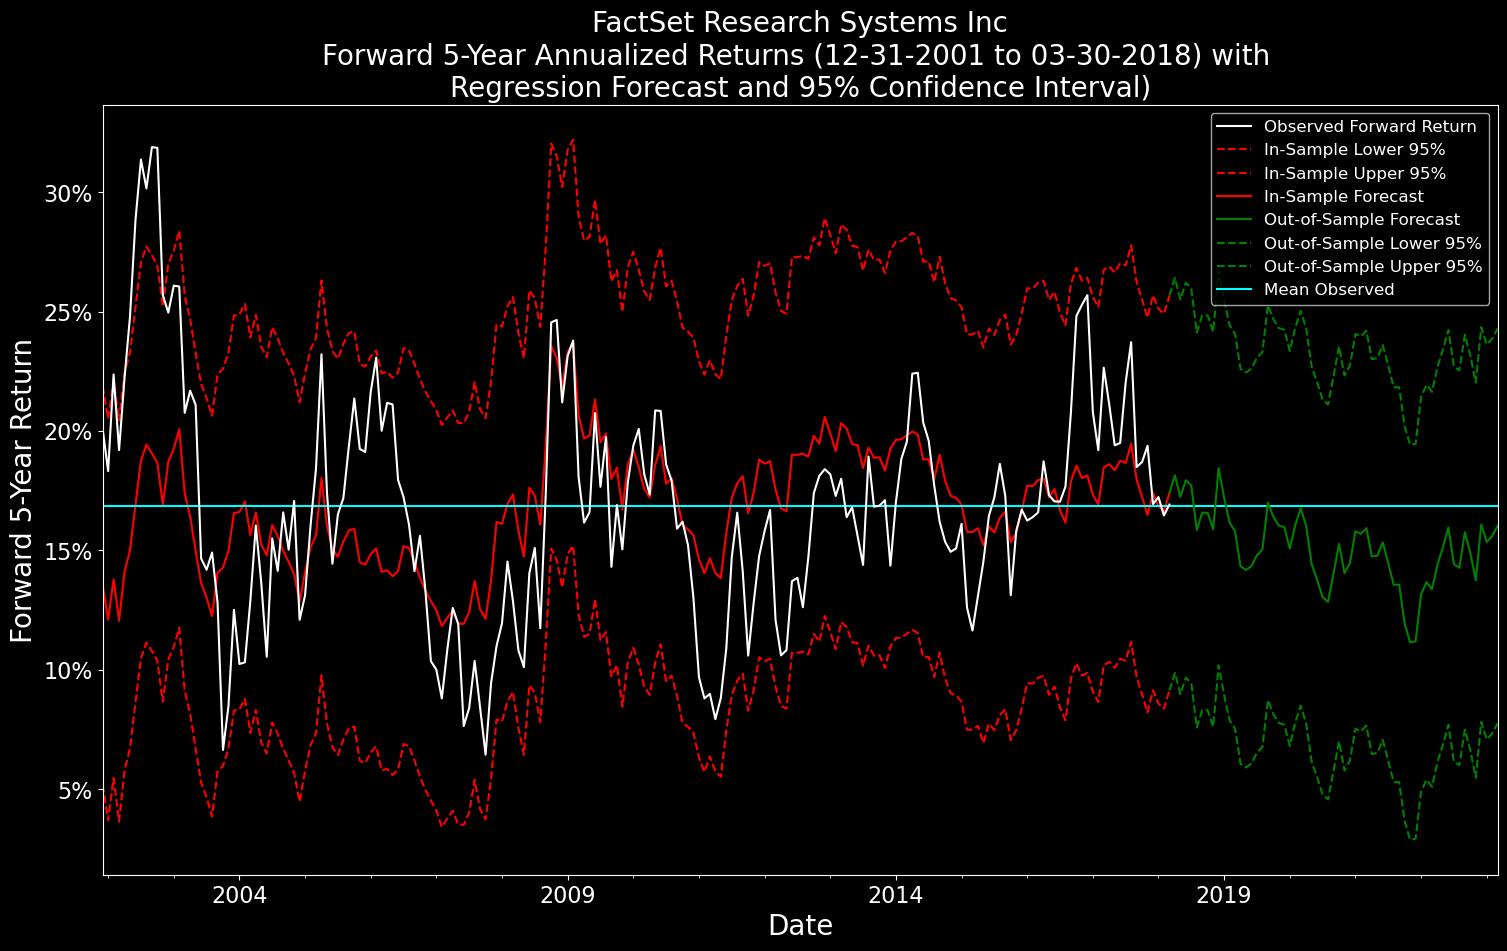 FactSet Research Systems Inc
Forward 5-Year Annualized Returns (12-31-2001 to 03-30-2018) with
Regression Forecast and 95% Confidence Interval)
Observed Forward Return
In-Sample Lower 95%
In-Sample Upper 95%
In-Sample Forecast
Out-of-Sample Forecast
Out-of-Sample Lower 95%
Out-of-Sample Upper 95%
Mean Observed
Forward 5-Year Return
30%
25%
20%
15%
10%
5%
2004
2009
2014
2019
Date